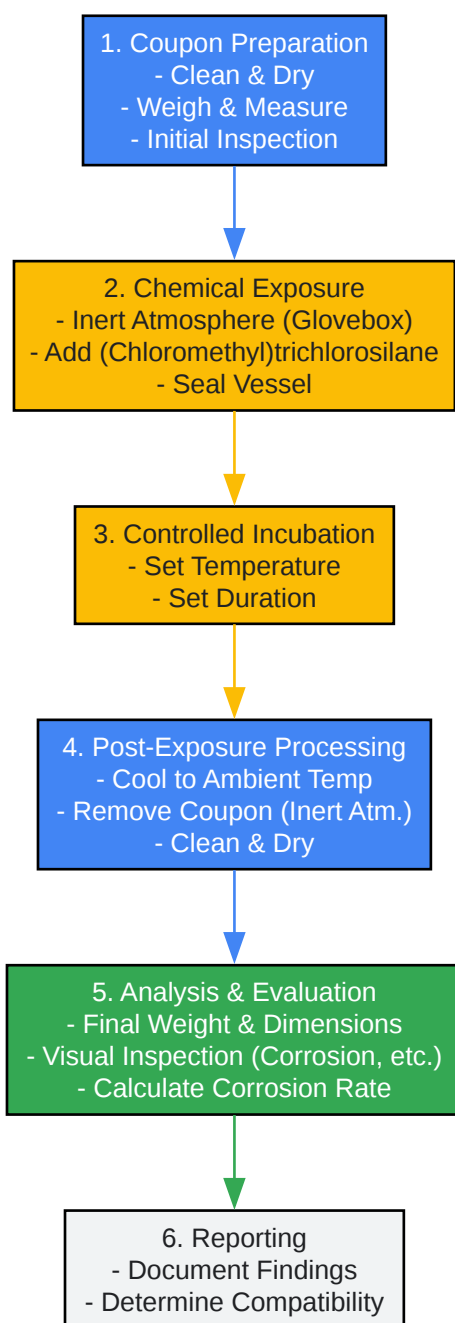 1. Coupon Preparation
- Clean & Dry
- Weigh & Measure
- Initial Inspection
2. Chemical Exposure
- Inert Atmosphere (Glovebox)
- Add (Chloromethyl)trichlorosilane
- Seal Vessel
3. Controlled Incubation
- Set Temperature
- Set Duration
4. Post-Exposure Processing
- Cool to Ambient Temp
- Remove Coupon (Inert Atm.)
- Clean & Dry
5. Analysis & Evaluation
- Final Weight & Dimensions
- Visual Inspection (Corrosion, etc.)
- Calculate Corrosion Rate
6. Reporting
- Document Findings
- Determine Compatibility